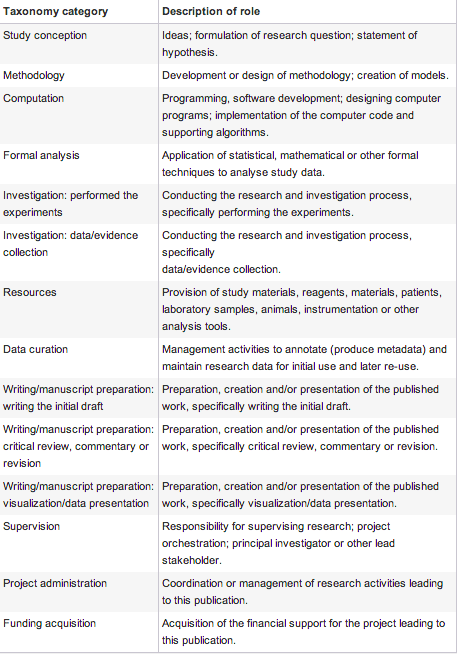 Taxonomy category Description of role
Study conception Ideas; formulation of research question; statement of
hypothesis.
Methodology Development or design of methodology; creation of models.
Computation Programming, software development; designing computer
programs; implementation of the computer code and
supporting algorithms.
Formal analysis Application of statistical, mathematical or other formal
techniques to analyse study data.
Investigation: performed the Conducting the research and investigation process,
experiments specifically performing the experiments.
Investigation: data/evidence Conducting the research and investigation process,
collection specifically
data/evidence collection.
Resources Provision of study materials, reagents, materials, patients,
laboratory samples, animals, instrumentation or other
analysis tools.
Data curation Management activities to annotate (produce metadata) and
maintain research data for initial use and later re-use.
Writing/manuscript preparation: Preparation, creation and/or presentation of the published
writing the initial draft work, specifically writing the initial draft.
Writing/manuscript preparation: Preparation, creation and/or presentation of the published
critical review, commentary or work, specifically critical review, commentary or revision.
revision
Writing/manuscript preparation: Preparation, creation and/or presentation of the published
visualization/data presentation work, specifically visualization/data presentation.
Supervision Responsibility for supervising research; project
orchestration; principal investigator or other lead
stakeholder.
Project administration Coordination or management of research activities leading
to this publication.
Funding acquisition Acquisition of the financial support for the project leading to
this publication.